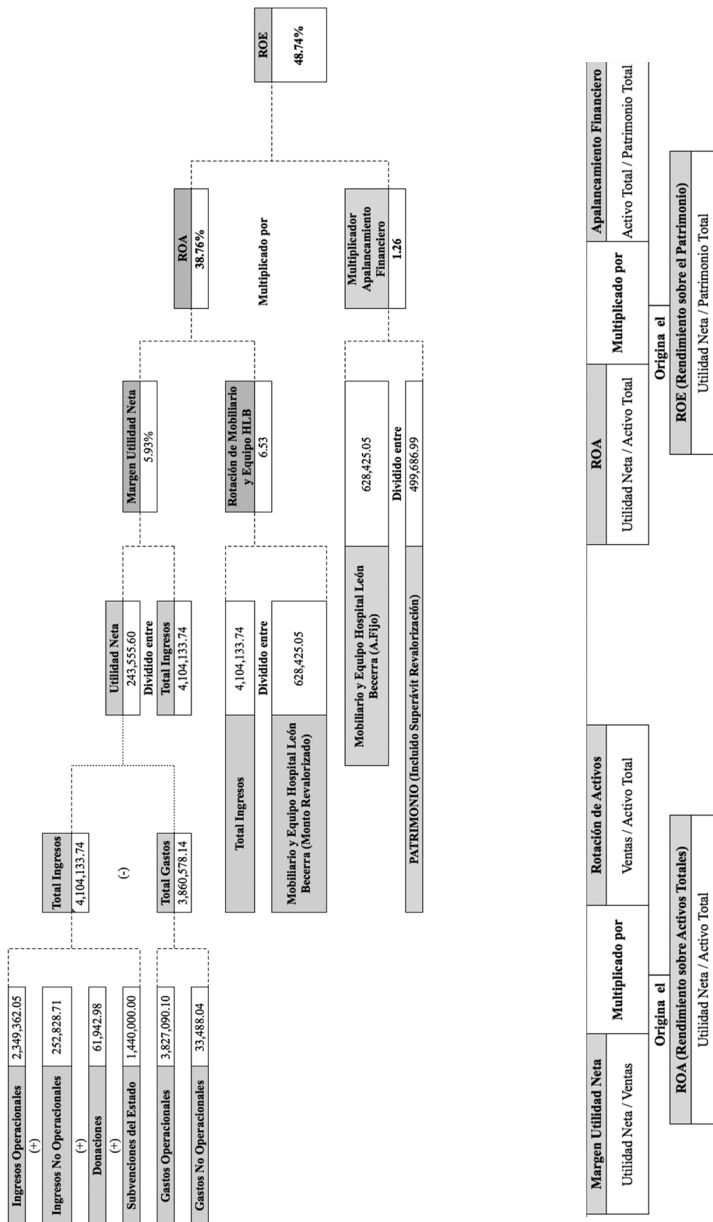 Ingresos Operacionales
2,349,362.05
(+)
Ingresos No Operacionales
252,828.71
(+)
Donaciones
61,942.98
(+)
Subvenciones del Estado
1,440,000.00
Gastos Operacionales
3,827,090.10
Gastos No Operacionales
33,488.04
Total Ingresos
4,104,133.74
(-)
Total Gastos
3,860,578.14
Utilidad Neta
243,555.60
Dividido entre
Total Ingresos
4,104,133.74
Margen Utilidad Neta
5.93%
Total Ingresos
4,104,133.74
Dividido entre
Mobiliario y Equipo Hospital León
Becerra (Monto Revalorizado)
628,425.05
Rotación de Mobiliario
y Equipo HLB
6.53
ROA
38.76%
Multiplicado por
Mobiliario y Equipo Hospital León
Becerra (A.Fijo)
628,425.05
Dividido entre
PATRIMONIO (Incluido Superávit Revalorización)
499,686.99
Multiplicador
Apalancamiento
Financiero
1.26
ROE
48.74%
Margen Utilidad Neta
Utilidad Neta / Ventas
Multiplicado por
Rotación de Activos
Ventas / Activo Total
Origina el
ROA (Rendimiento sobre Activos Totales)
Utilidad Neta / Activo Total
ROA
Utilidad Neta / Activo Total
Multiplicado por
Apalancamiento Financiero
Activo Total / Patrimonio Total
Origina el
ROE (Rendimiento sobre el Patrimonio)
Utilidad Neta / Patrimonio Total